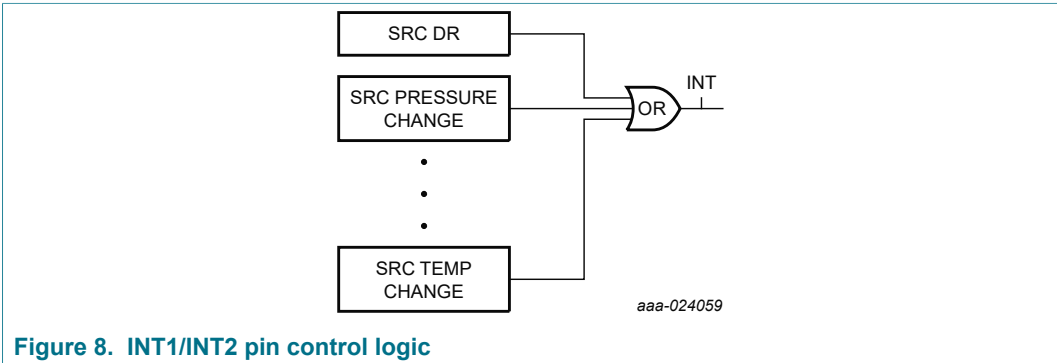 SRC DR
SRC PRESSURE
CHANGE
SRC TEMP
CHANGE
OR
INT
aaa-024059
Figure 8. INT1/INT2 pin control logic